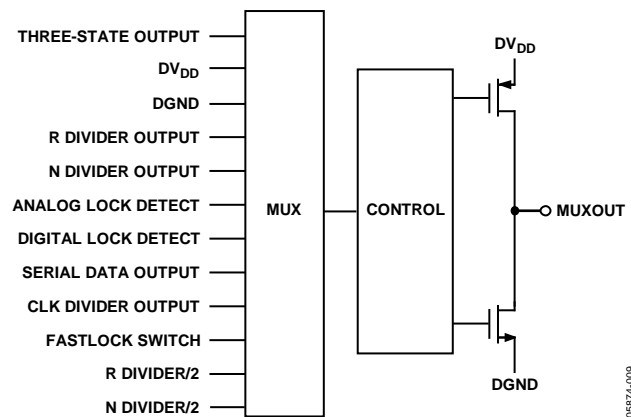 THREE-STATE OUTPUT
DVDD
DGND
R DIVIDER OUTPUT
N DIVIDER OUTPUT
ANALOG LOCK DETECT
DIGITAL LOCK DETECT
SERIAL DATA OUTPUT
CLK DIVIDER OUTPUT
FASTLOCK SWITCH
R DIVIDER/2
N DIVIDER/2
MUX
CONTROL
DVDD
MUXOUT
DGND
05874-009